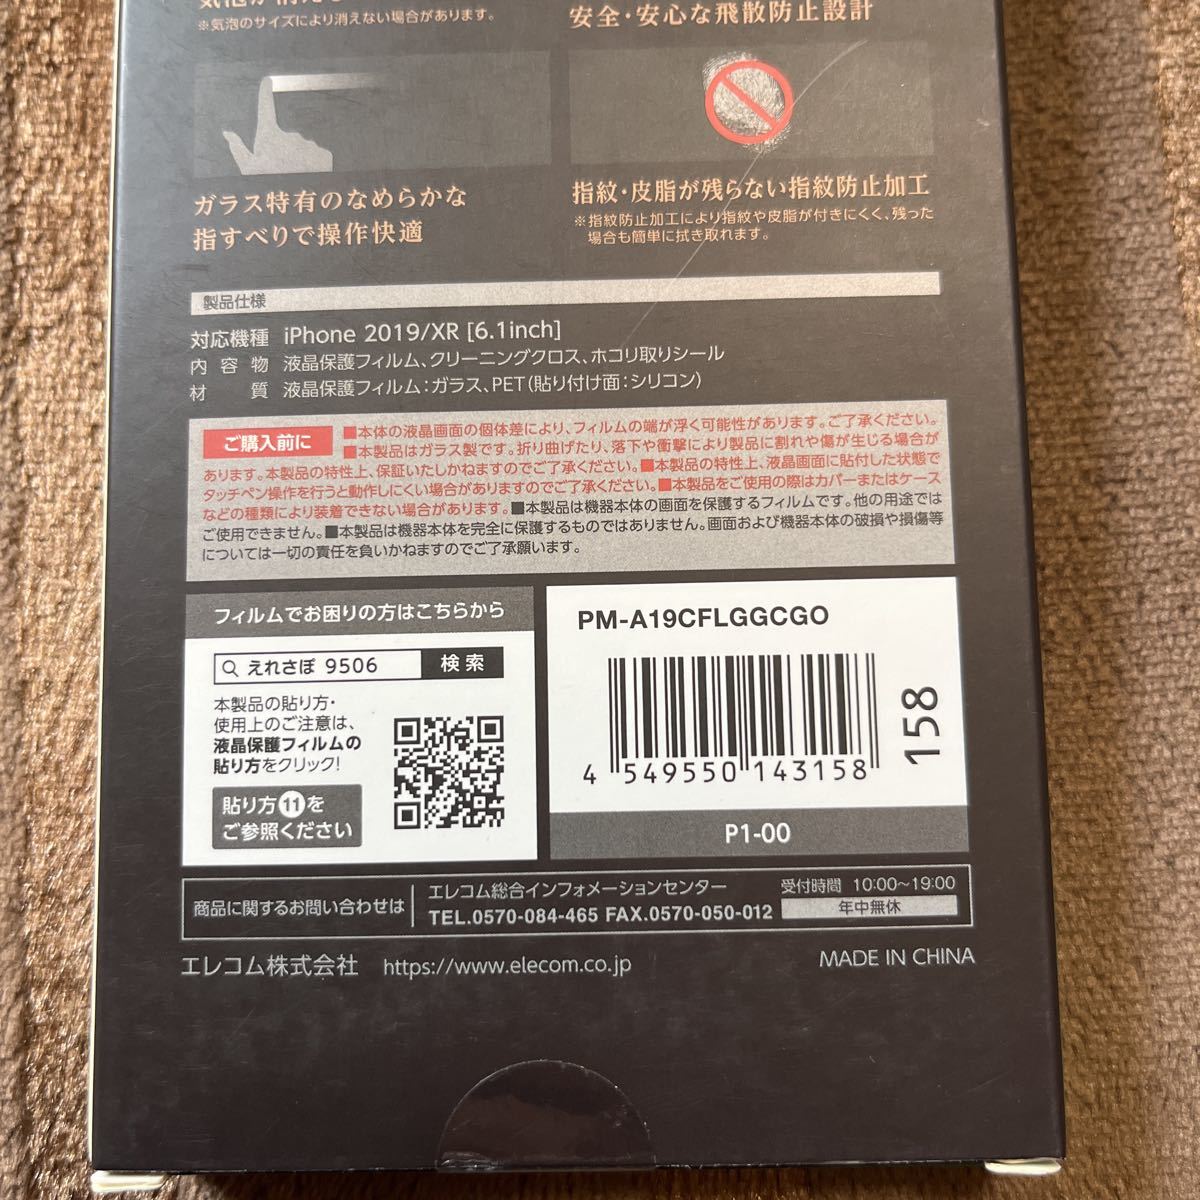 ※気泡のサイズにより消えない場合があります。
安全・安心な飛散防止設計
ガラス特有のなめらかな
指すべりで操作快適
指紋・皮脂が残らない指紋防止加工
※指紋防止加工により指紋や皮脂が付きにくく、残った
場合も簡単に拭き取れます。
製品仕様
対応機種 iPhone 2019/XR [6.1inch]
内容物 液晶保護フィルム、クリーニングクロス、ホコリ取りシール
材質 液晶保護フィルム：ガラス、PET（貼り付け面：シリコン）
ご購入前に
■本体の液晶画面の個体差により、フィルムの端が浮く可能性があります。ご了承ください。
■本製品はガラス製です。折り曲げたり、落下や衝撃により製品に割れや傷が生じる場合が
あります。本製品の特性上、保証いたしかねますのでご了承ください。■本製品の特性上、液晶画面に貼付した状態で
タッチペン操作を行うと動作しにくい場合がありますのでご了承ください。■本製品をご使用の際はカバーまたはケース
などの種類により装着できない場合があります。■本製品は機器本体の画面を保護するフィルムです。他の用途では
ご使用できません。■本製品は機器本体を完全に保護するものではありません。画面および機器本体の破損や損傷等
については一切の責任を負いかねますのでご了承願います。
フィルムでお困りの方はこちらから
えれさぽ 9506 検索
本製品の貼り方・
使用上のご注意は、
液晶保護フィルムの
貼り方をクリック！
貼り方⑪を
ご参照ください
PM-A19CFLGGCGO
4 549550 143158
158
P1-00
商品に関するお問い合わせは
エレコム総合インフォメーションセンター
TEL.0570-084-465 FAX.0570-050-012
受付時間 10:00～19:00
年中無休
エレコム株式会社 https://www.elecom.co.jp
MADE IN CHINA